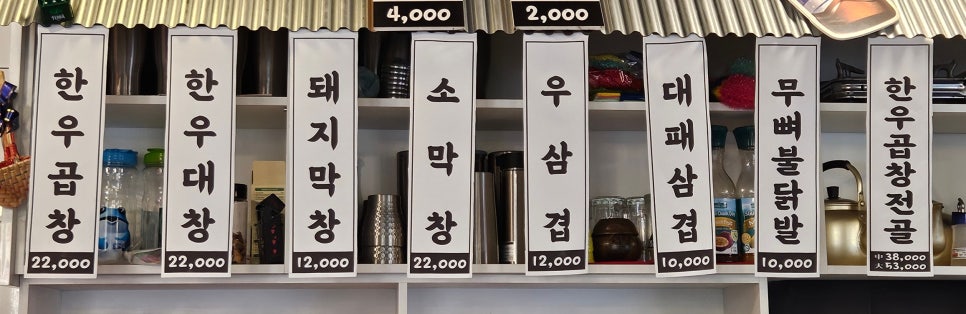 4,000
2,000
한우곱창
22,000
한우대창
22,000
돼지막창
12,000
소막창
22,000
우삼겹
12,000
대패삼겹
10,000
무뼈불닭발
10,000
한우곱창전골
中 38,000
大 53,000